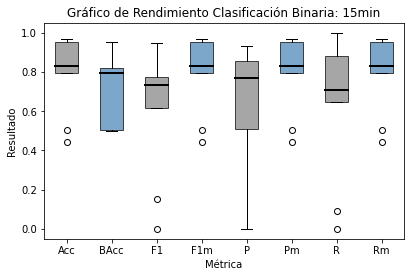 Gráfico de Rendimiento Clasificación Binaria: 15min
Resultado
1.0
0.8
0.6
0.4
0.2
0.0
Acc BAcc F1 F1m P Pm R Rm
Métrica